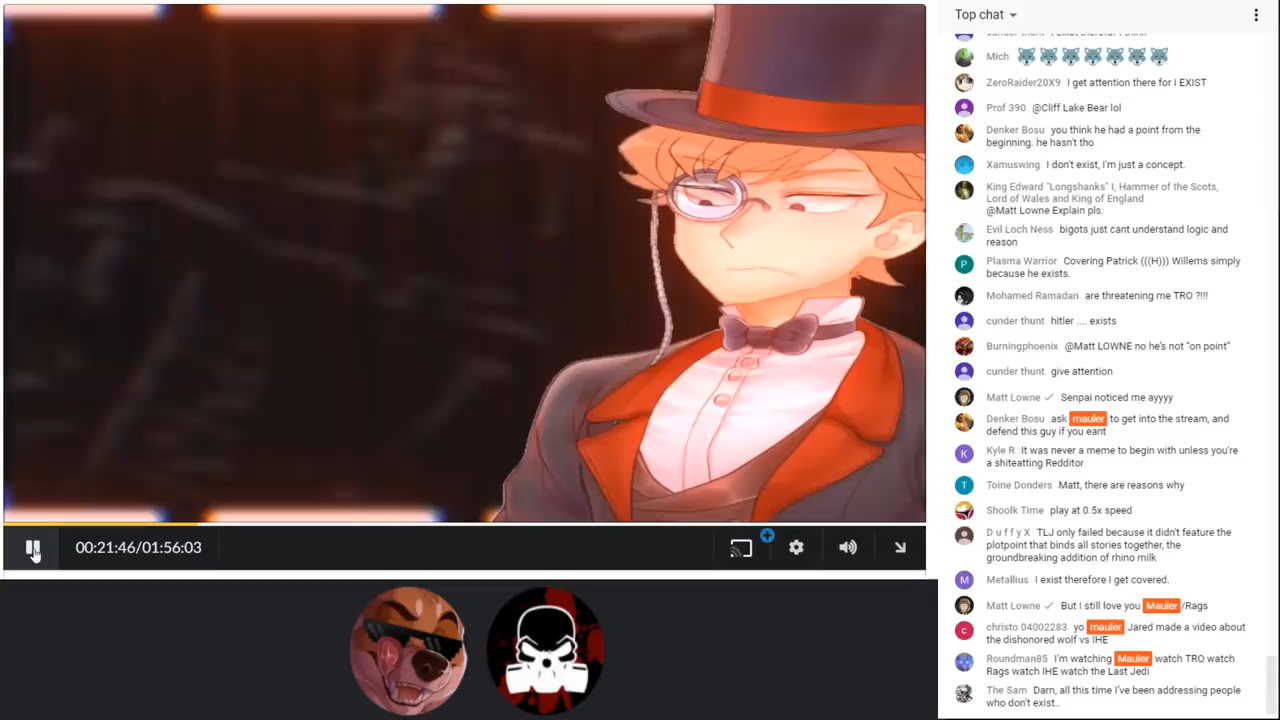 Top chat
cunder thunt I exist therefor i think
Mich
ZeroRaider20X9 I get attention there for I EXIST
Prof 390 @Cliff Lake Bear lol
Denker Bosu you think he had a point from the
beginning. he hasn't tho
Xamuswing I don't exist, I'm just a concept.
King Edward "Longshanks" I, Hammer of the Scots,
Lord of Wales and King of England
@Matt Lowne Explain pls.
Evil Loch Ness bigots just cant understand logic and
reason
P
Plasma Warrior Covering Patrick (((H))) Willems simply
because he exists.
Mohamed Ramadan are threatening me TRO ?!!!
cunder thunt hitler .... exists
Burningphoenix @Matt LOWNE no he's not "on point"
cunder thunt give attention
Matt Lowne ✓ Senpai noticed me ayyyy
Denker Bosu ask mauler to get into the stream, and
defend this guy if you eant
K
Kyle R It was never a meme to begin with unless you're
a shiteatting Redditor
T
Toine Donders Matt, there are reasons why
Shoolk Time play at 0.5x speed
D u f f y X TLJ only failed because it didn't feature the
plotpoint that binds all stories together, the
groundbreaking addition of rhino milk
M
Metallius I exist therefore I get covered.
Matt Lowne ✓ But I still love you Mauler /Rags
c
christo 04002283 yo mauler Jared made a video about
the dishonored wolf vs IHE
Roundman85 I'm watching Mauler watch TRO watch
Rags watch IHE watch the Last Jedi
The Sam Darn, all this time I've been addressing people
who don't exist..
00:21:46/01:56:03